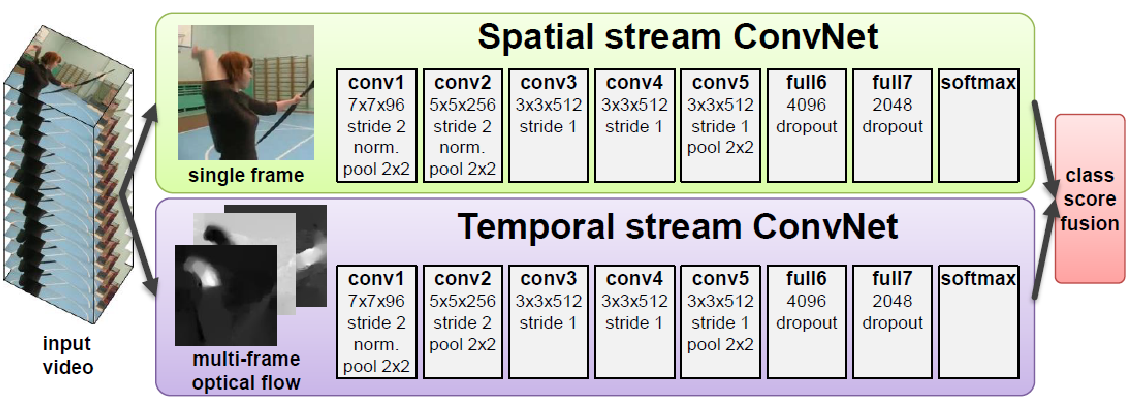 Spatial stream ConvNet
conv1
7x7x96
stride 2
norm.
pool 2x2
conv2
5x5x256
stride 2
norm.
pool 2x2
conv3
3x3x512
stride 1
conv4
3x3x512
stride 1
conv5
3x3x512
stride 1
pool 2x2
full6
4096
dropout
full7
2048
dropout
softmax
single frame
Temporal stream ConvNet
conv1
7x7x96
stride 2
norm.
pool 2x2
conv2
5x5x256
stride 2
pool 2x2
conv3
3x3x512
stride 1
conv4
3x3x512
stride 1
conv5
3x3x512
stride 1
pool 2x2
full6
4096
dropout
full7
2048
dropout
softmax
multi-frame
optical flow
input
video
class
score
fusion